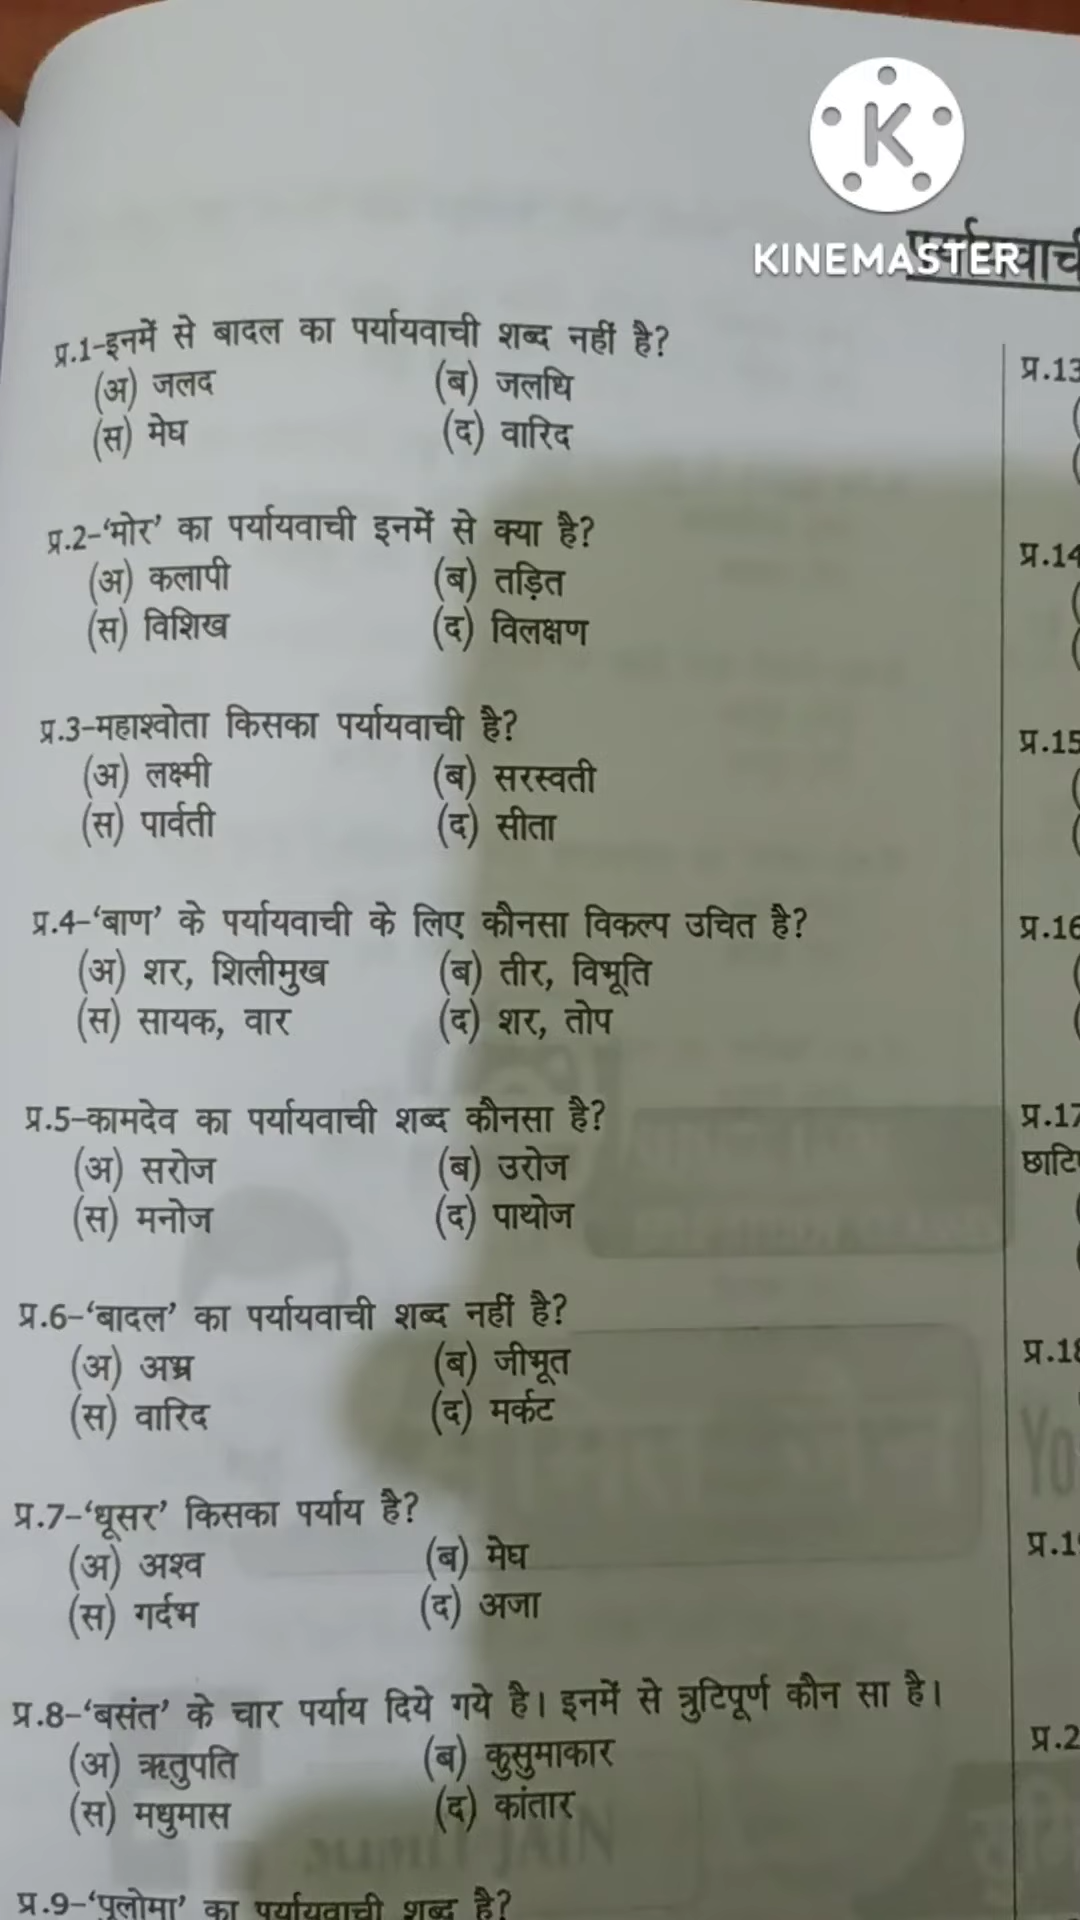 KINEMASTER
प्र.1-इनमें से बादल का पर्यायवाची शब्द नहीं है?
(अ) जलद (ब) जलधि
(स) मेघ (द) वारिद
प्र.2-‘मोर’ का पर्यायवाची इनमें से क्या है?
(अ) कलापी (ब) तड़ित
(स) विशिख (द) विलक्षण
प्र.3-महाश्वोता किसका पर्यायवाची है?
(अ) लक्ष्मी (ब) सरस्वती
(स) पार्वती (द) सीता
प्र.4-‘बाण’ के पर्यायवाची के लिए कौनसा विकल्प उचित है?
(अ) शर, शिलीमुख (ब) तीर, विभूति
(स) सायक, वार (द) शर, तोप
प्र.5-कामदेव का पर्यायवाची शब्द कौनसा है?
(अ) सरोज (ब) उरोज
(स) मनोज (द) पाथोज
प्र.6-‘बादल’ का पर्यायवाची शब्द नहीं है?
(अ) अभ्र (ब) जीभूत
(स) वारिद (द) मर्कट
प्र.7-‘धूसर’ किसका पर्याय है?
(अ) अश्व (ब) मेघ
(स) गर्दभ (द) अजा
प्र.8-‘बसंत’ के चार पर्याय दिये गये है। इनमें से त्रुटिपूर्ण कौन सा है।
(अ) ऋतुपति (ब) कुसुमाकार
(स) मधुमास (द) कांतार
प्र.9-‘पुलोमा’ का पर्यायवाची शब्द है?
प्र.13
प्र.14
प्र.15
प्र.16
प्र.17
प्र.18